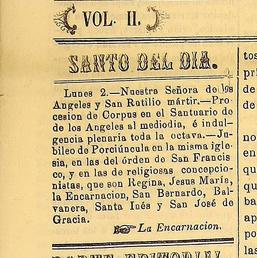 VOL. II.
SANTO DEL DIA.
Lunes 2.—Nuestra Señora de los
Angeles y San Rutilio mártir.—Pro-
cesion de Corpus en el Santuario de
de los Angeles al mediodia, é indul-
gencia plenaria toda la octava.—Ju-
bileo de Porciúncula en la misma igle-
sia, en las del órden de San Francis
co, y en las de religiosas concepcio-
nistas, que son Regina, Jesus María,
la Encarnacion, San Bernardo, Bal-
vanera, Santa Inés y San José de
Gracia.
La Encarnacion.